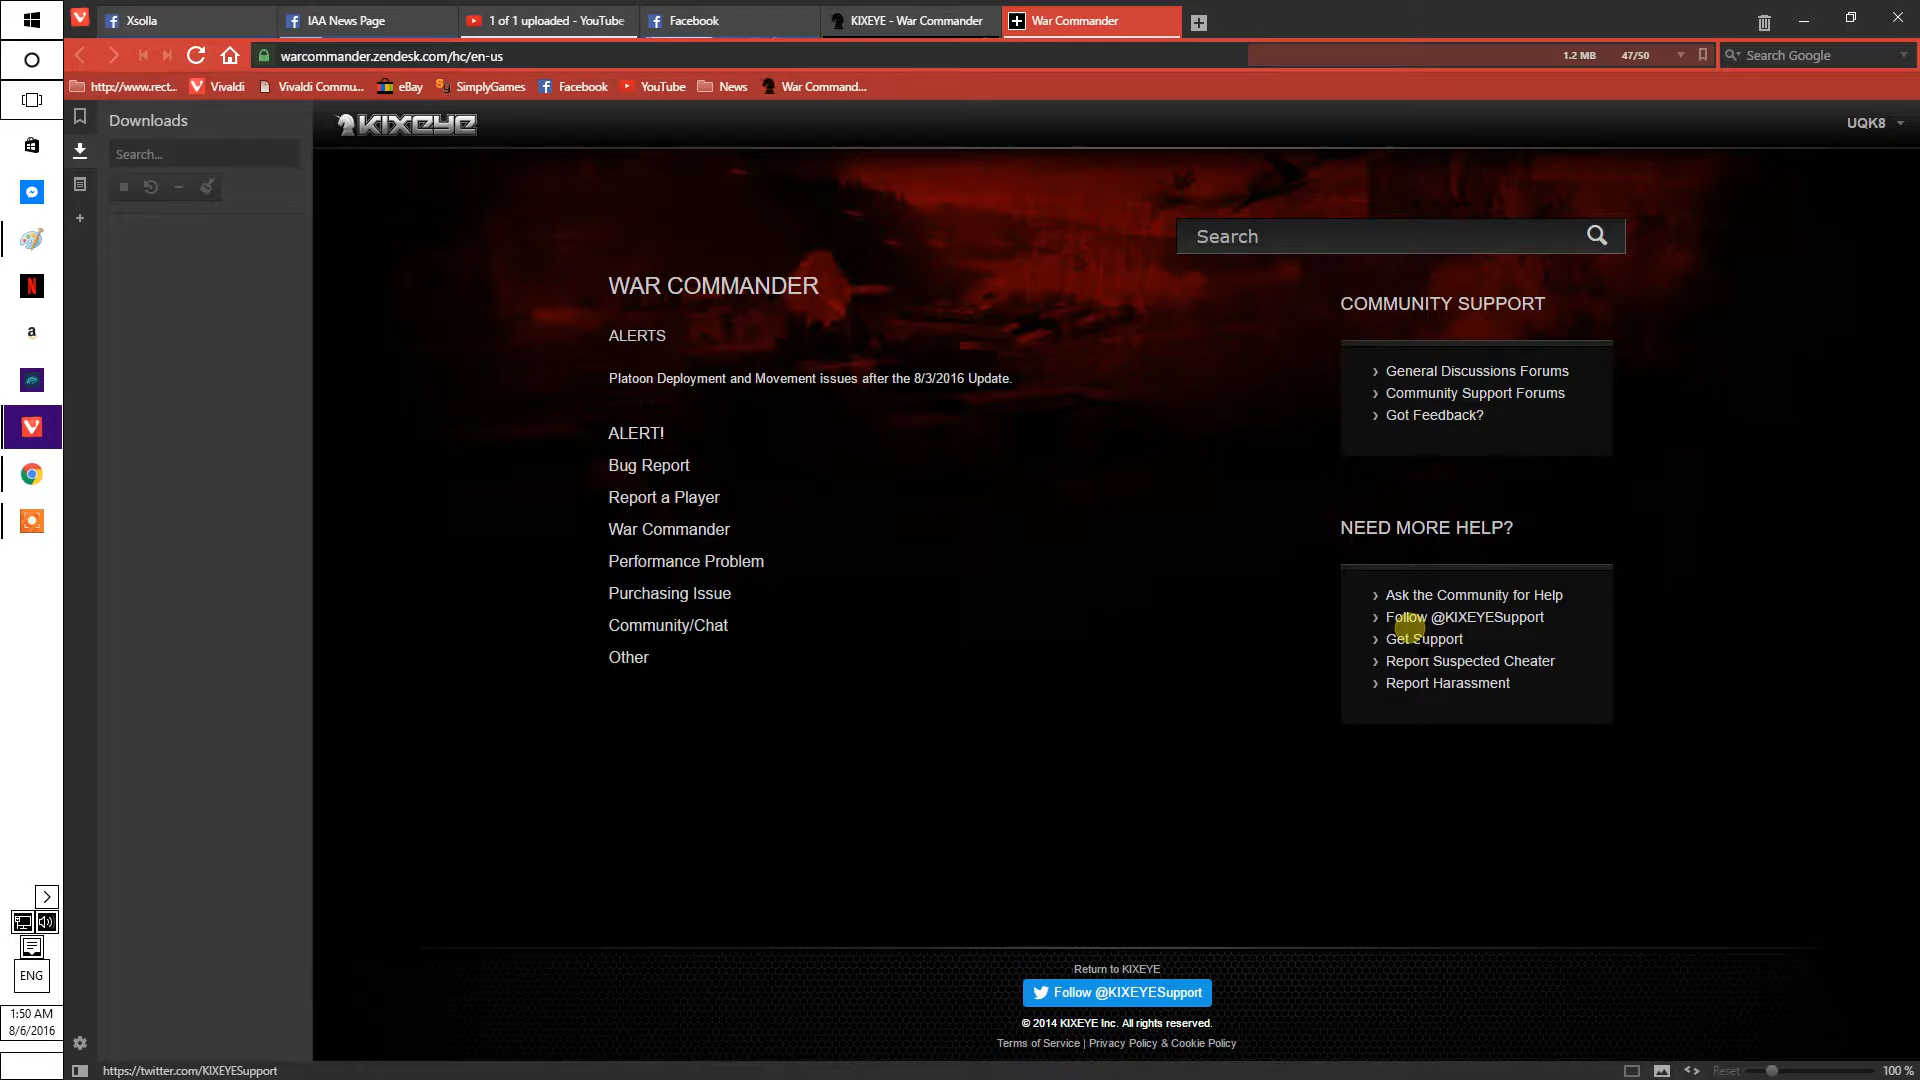 Xsolla
IAA News Page
1 of 1 uploaded - YouTube
Facebook
KIXEYE - War Commander
War Commander
warcommander.zendesk.com/hc/en-us
1.2 MB
47/50
Search Google
http://www.rect...
Vivaldi
Vivaldi Commu...
eBay
SimplyGames
Facebook
YouTube
News
War Command...
Downloads
Search...
KIXEYE
UQK8
Search
WAR COMMANDER
ALERTS
Platoon Deployment and Movement issues after the 8/3/2016 Update.
ALERT!
Bug Report
Report a Player
War Commander
Performance Problem
Purchasing Issue
Community/Chat
Other
COMMUNITY SUPPORT
General Discussions Forums
Community Support Forums
Got Feedback?
NEED MORE HELP?
Ask the Community for Help
Follow @KIXEYESupport
Get Support
Report Suspected Cheater
Report Harassment
Return to KIXEYE
Follow @KIXEYESupport
© 2014 KIXEYE Inc. All rights reserved.
Terms of Service | Privacy Policy & Cookie Policy
ENG
1:50 AM
8/6/2016
https://twitter.com/KIXEYESupport
Reset
100 %